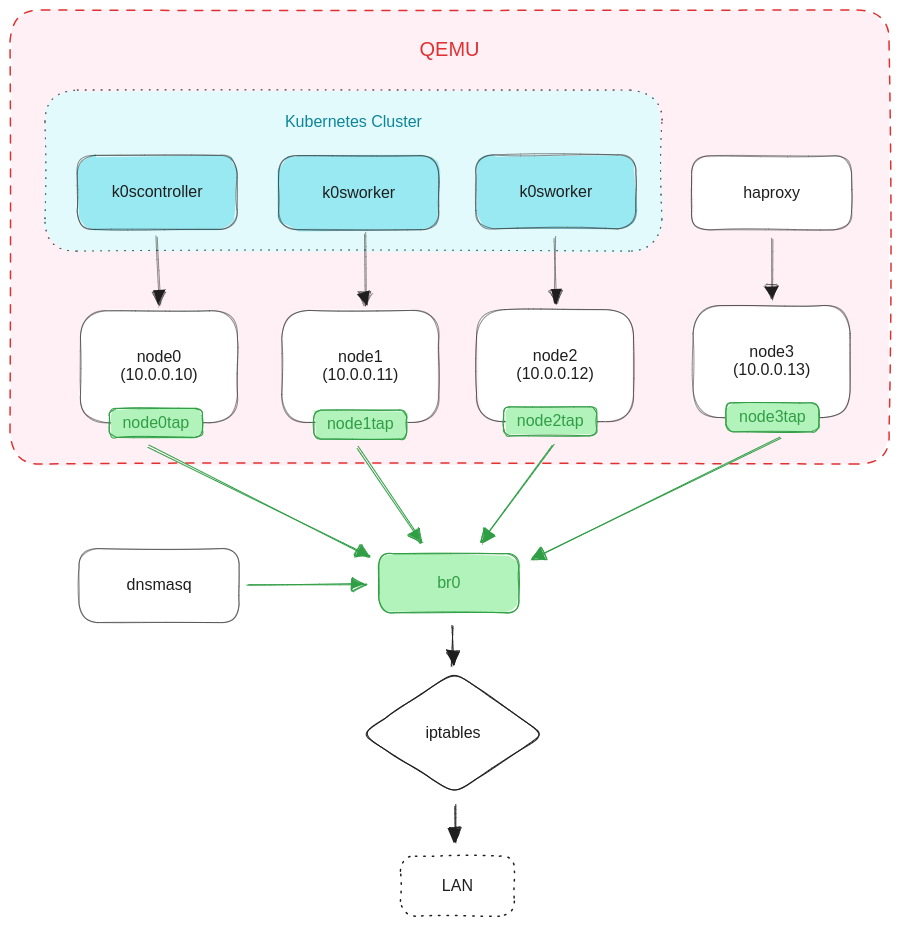 QEMU
Kubernetes Cluster
k0scontroller
k0sworker
k0sworker
haproxy
node0
(10.0.0.10)
node1
(10.0.0.11)
node2
(10.0.0.12)
node3
(10.0.0.13)
node0tap
node1tap
node2tap
node3tap
dnsmasq
br0
iptables
LAN